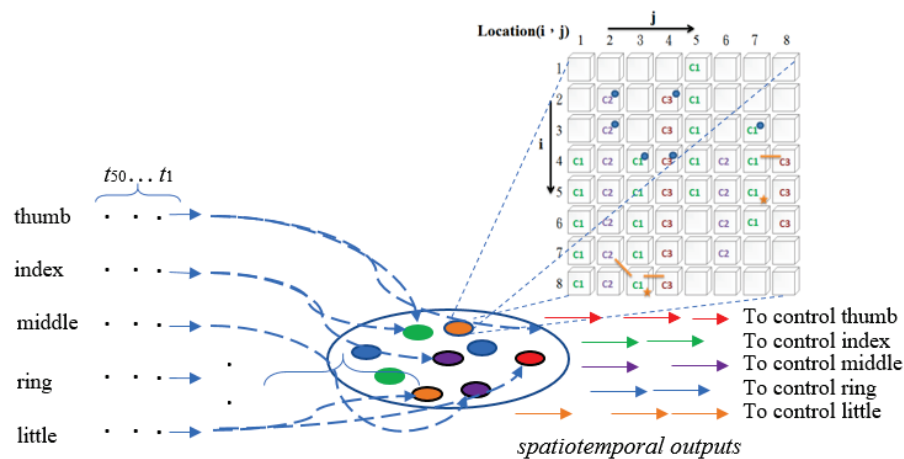 j
Location(i , j)
1 2 3 4 5 6 7 8
1 C1
2 C2 C3 C1
3 C2 C3 C1 C1
i
4 C1 C2 C1 C3 C1 C2 C1 C3
5 C1 C2 C1 C3 C1 C2 C1 C3
6 C1 C2 C1 C3 C1 C2 C1 C3
7 C1 C2 C1 C3 C1 C2
8 C1 C2 C1 C3
t50... t1
thumb
index
middle
ring
little
To control thumb
To control index
To control middle
To control ring
To control little
spatiotemporal outputs